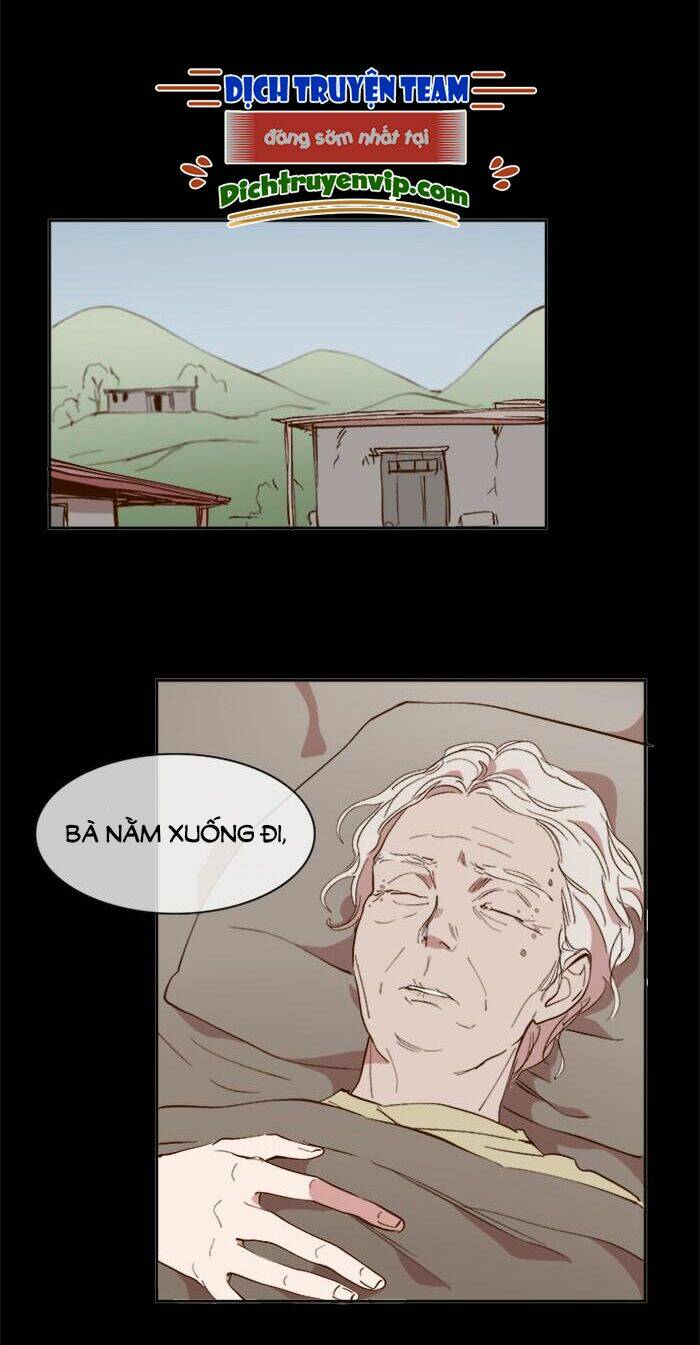 DỊCH TRUYỆN TEAM
đăng sớm nhất tại
Dichtruyenvip.com
BÀ NẰM XUỐNG ĐI,